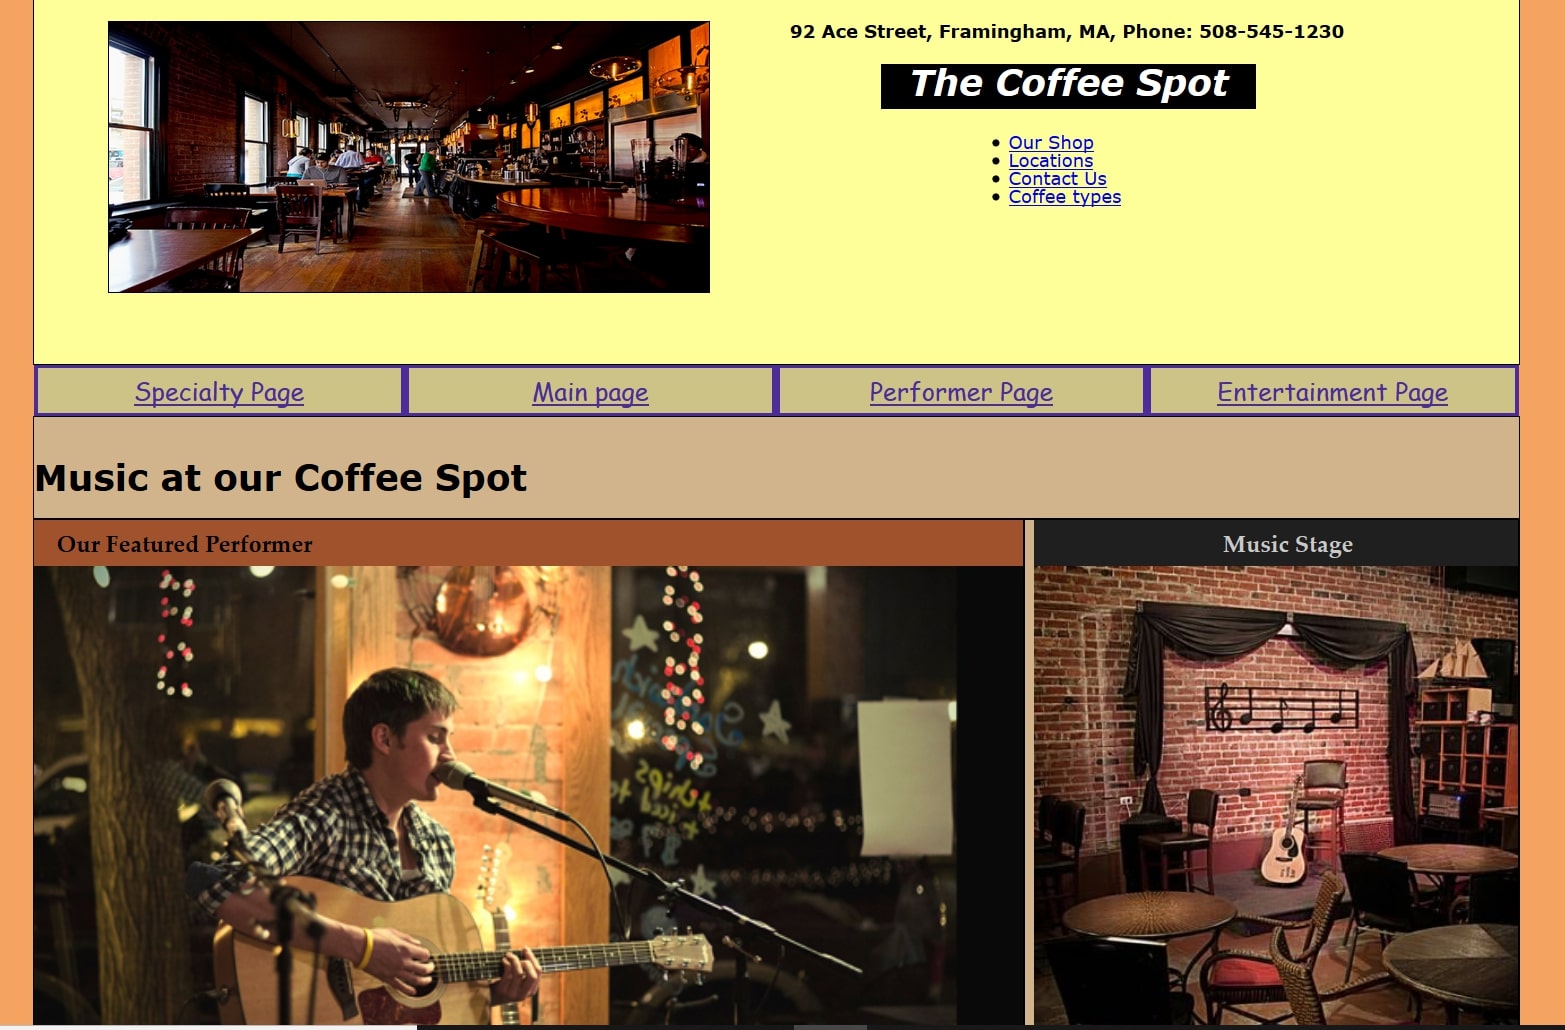 92 Ace Street, Framingham, MA, Phone: 508-545-1230
The Coffee Spot
Our Shop
Locations
Contact Us
Coffee types
Specialty Page
Main page
Performer Page
Entertainment Page
Music at our Coffee Spot
Our Featured Performer
Music Stage